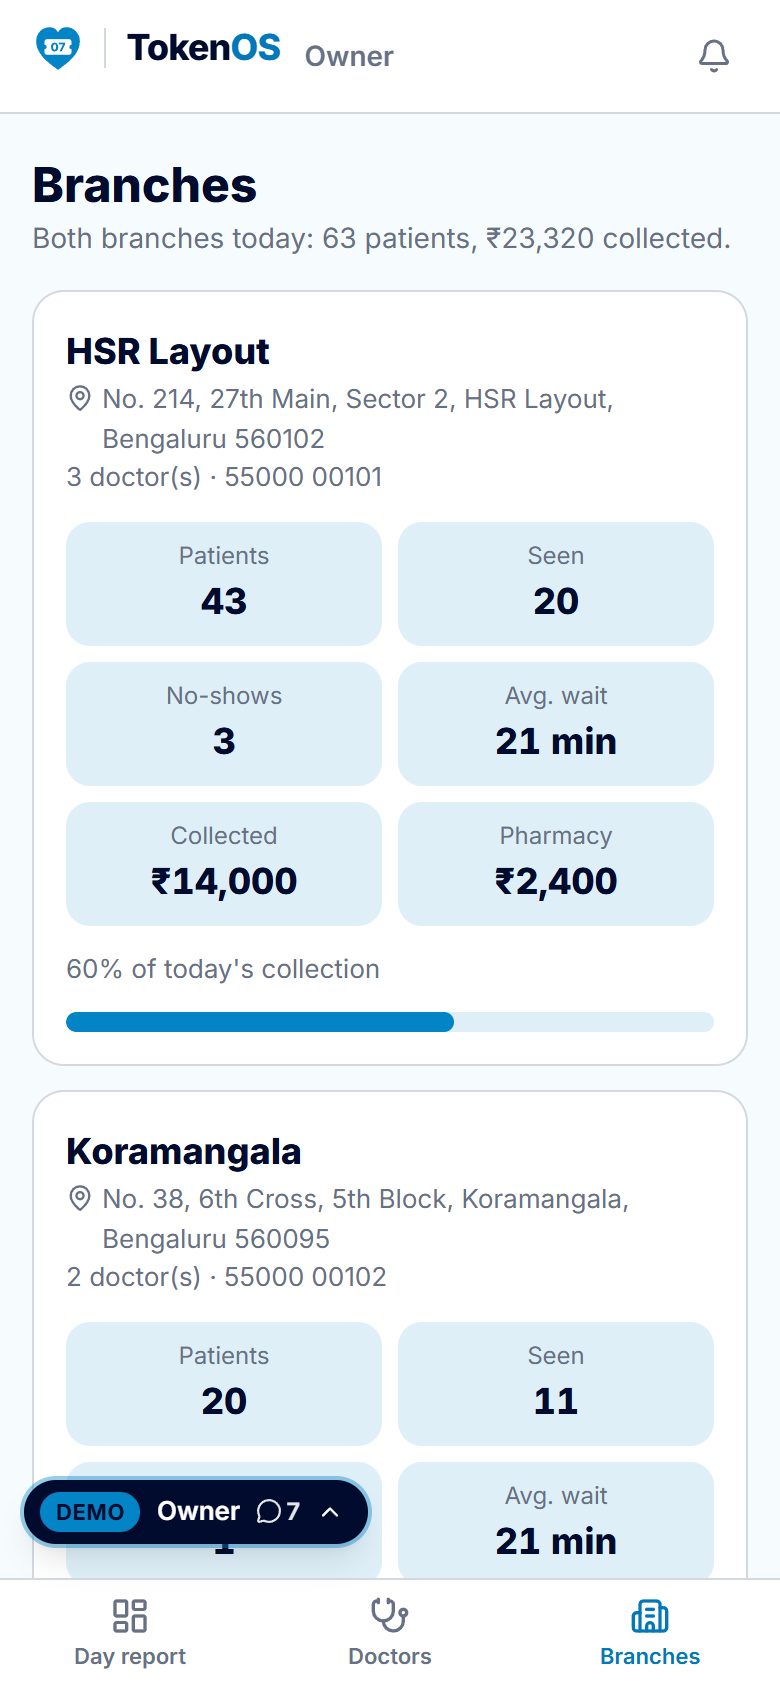 07
TokenOS Owner
Branches
Both branches today: 63 patients, ₹23,320 collected.
HSR Layout
No. 214, 27th Main, Sector 2, HSR Layout,
Bengaluru 560102
3 doctor(s) · 55000 00101
Patients Seen
43 20
No-shows Avg. wait
3 21 min
Collected Pharmacy
₹14,000 ₹2,400
60% of today's collection
Koramangala
No. 38, 6th Cross, 5th Block, Koramangala,
Bengaluru 560095
2 doctor(s) · 55000 00102
Patients Seen
20 11
Avg. wait
21 min
DEMO Owner 7
Day report Doctors Branches